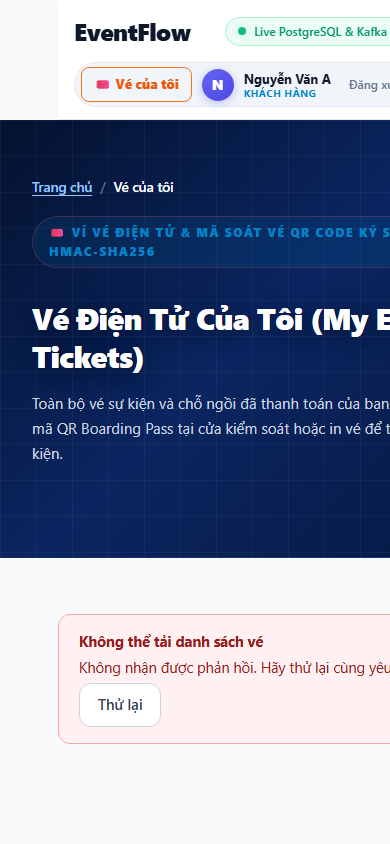 EventFlow
Live PostgreSQL & Kafka
Vé của tôi
N
Nguyễn Văn A
KHÁCH HÀNG
Đăng
Trang chủ / Vé của tôi
VÍ VÉ ĐIỆN TỬ & MÃ SOÁT VÉ QR CODE KÝ
HMAC-SHA256
Vé Điện Tử Của Tôi (My
Tickets)
Toàn bộ vé sự kiện và chỗ ngồi đã thanh toán của bạn
mã QR Boarding Pass tại cửa kiểm soát hoặc in vé để
kiện.
Không thể tải danh sách vé
Không nhận được phản hồi. Hãy thử lại cùng
Thử lại